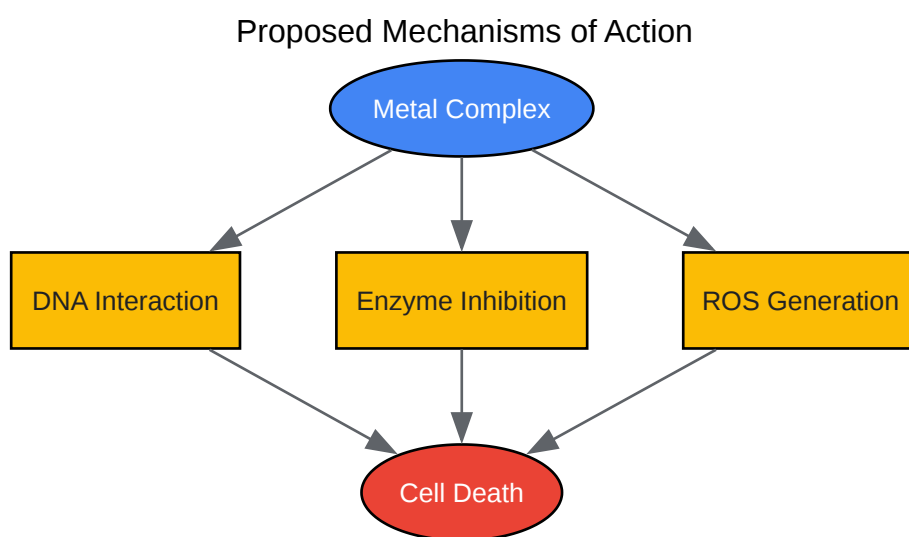 Proposed Mechanisms of Action
Metal Complex
DNA Interaction
Enzyme Inhibition
ROS Generation
Cell Death